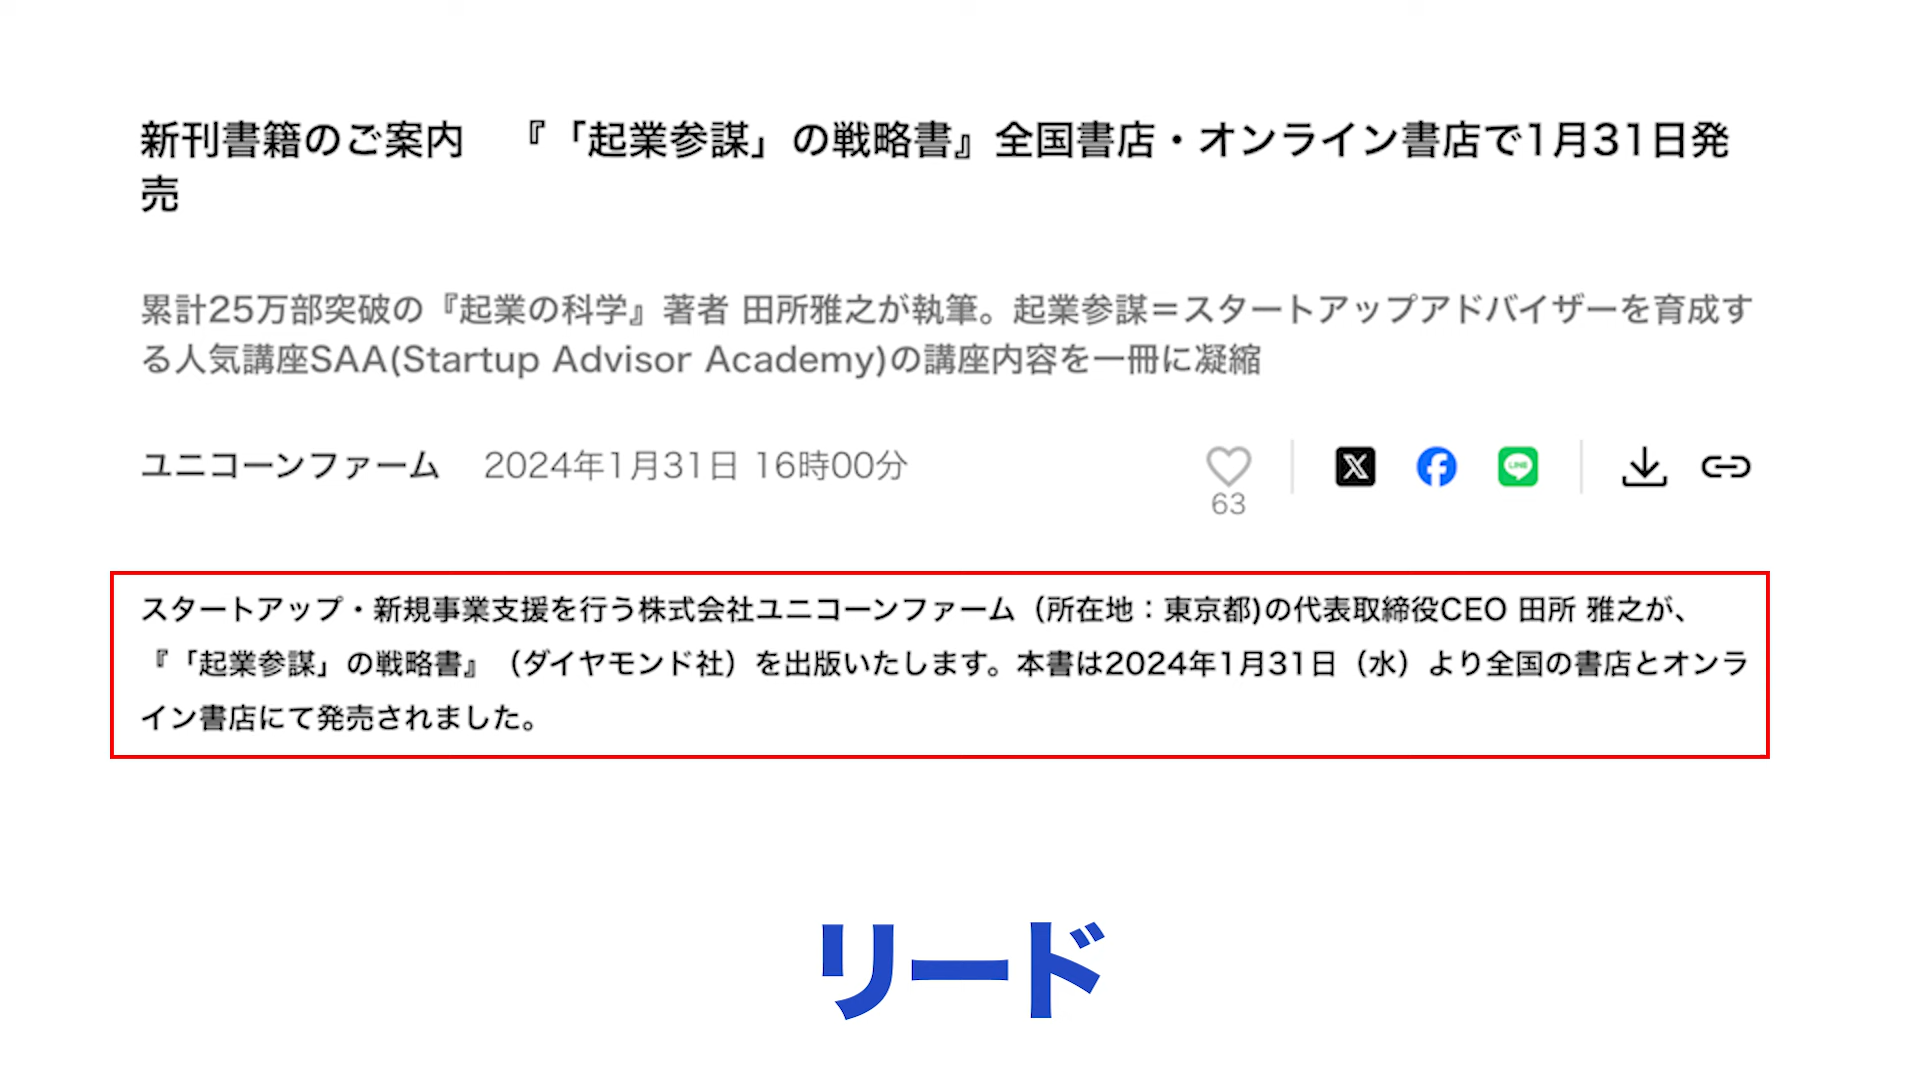 新刊書籍のご案内　『「起業参謀」の戦略書』全国書店・オンライン書店で1月31日発
売
累計25万部突破の『起業の科学』著者 田所雅之が執筆。起業参謀＝スタートアップアドバイザーを育成す
る人気講座SAA(Startup Advisor Academy)の講座内容を一冊に凝縮
ユニコーンファーム　2024年1月31日 16時00分
63
LINE
スタートアップ・新規事業支援を行う株式会社ユニコーンファーム（所在地：東京都)の代表取締役CEO 田所 雅之が、
『「起業参謀」の戦略書』（ダイヤモンド社）を出版いたします。本書は2024年1月31日（水）より全国の書店とオンラ
イン書店にて発売されました。
リード